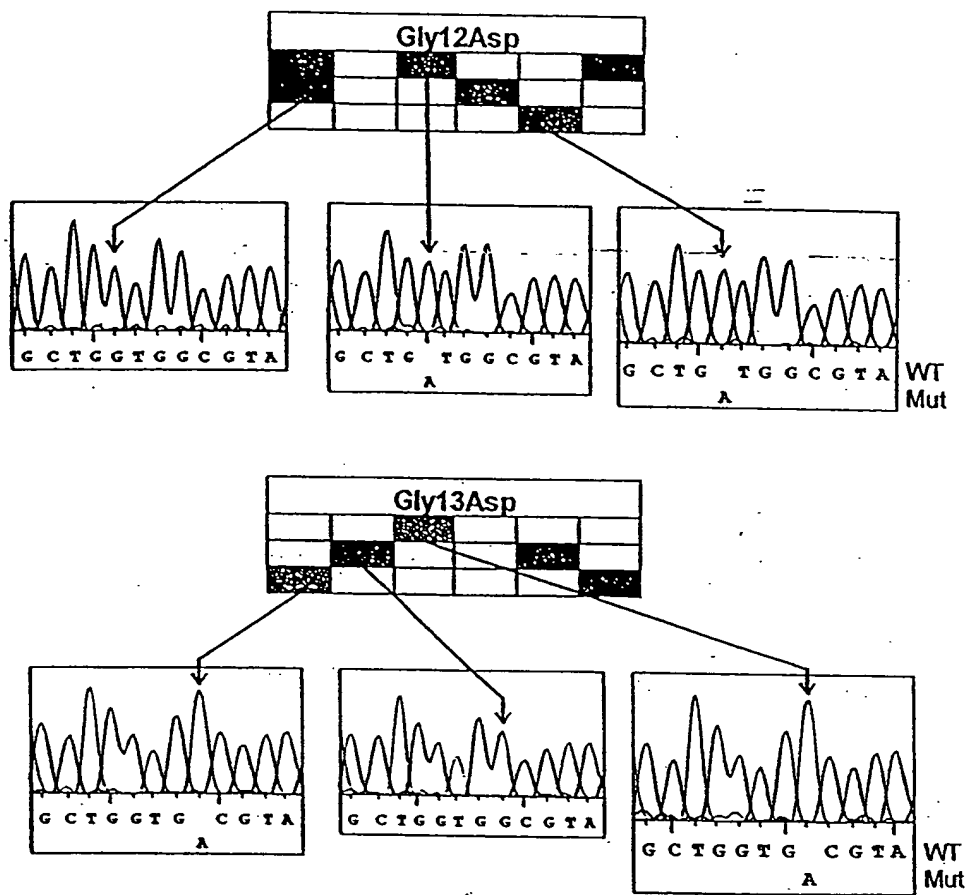 Gly12Asp
G C T G G T G G C G T A
G C T G T G G C G T A
A
G C T G T G G C G T A WT
A Mut
Gly13Asp
G C T G G T G C G T A
A
G C T G G T G G C G T A
G C T G G T G C G T A WT
A Mut